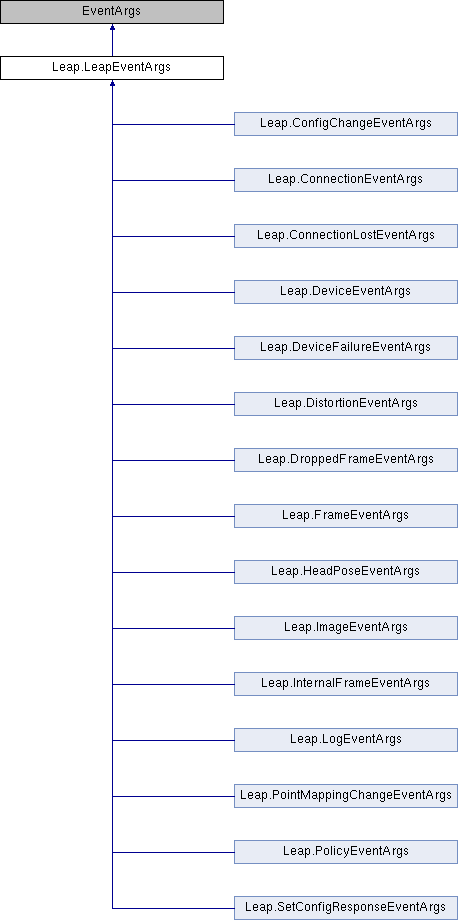 EventArgs
Leap.LeapEventArgs
Leap.ConfigChangeEventArgs
Leap.ConnectionEventArgs
Leap.ConnectionLostEventArgs
Leap.DeviceEventArgs
Leap.DeviceFailureEventArgs
Leap.DistortionEventArgs
Leap.DroppedFrameEventArgs
Leap.FrameEventArgs
Leap.HeadPoseEventArgs
Leap.ImageEventArgs
Leap.InternalFrameEventArgs
Leap.LogEventArgs
Leap.PointMappingChangeEventArgs
Leap.PolicyEventArgs
Leap.SetConfigResponseEventArgs